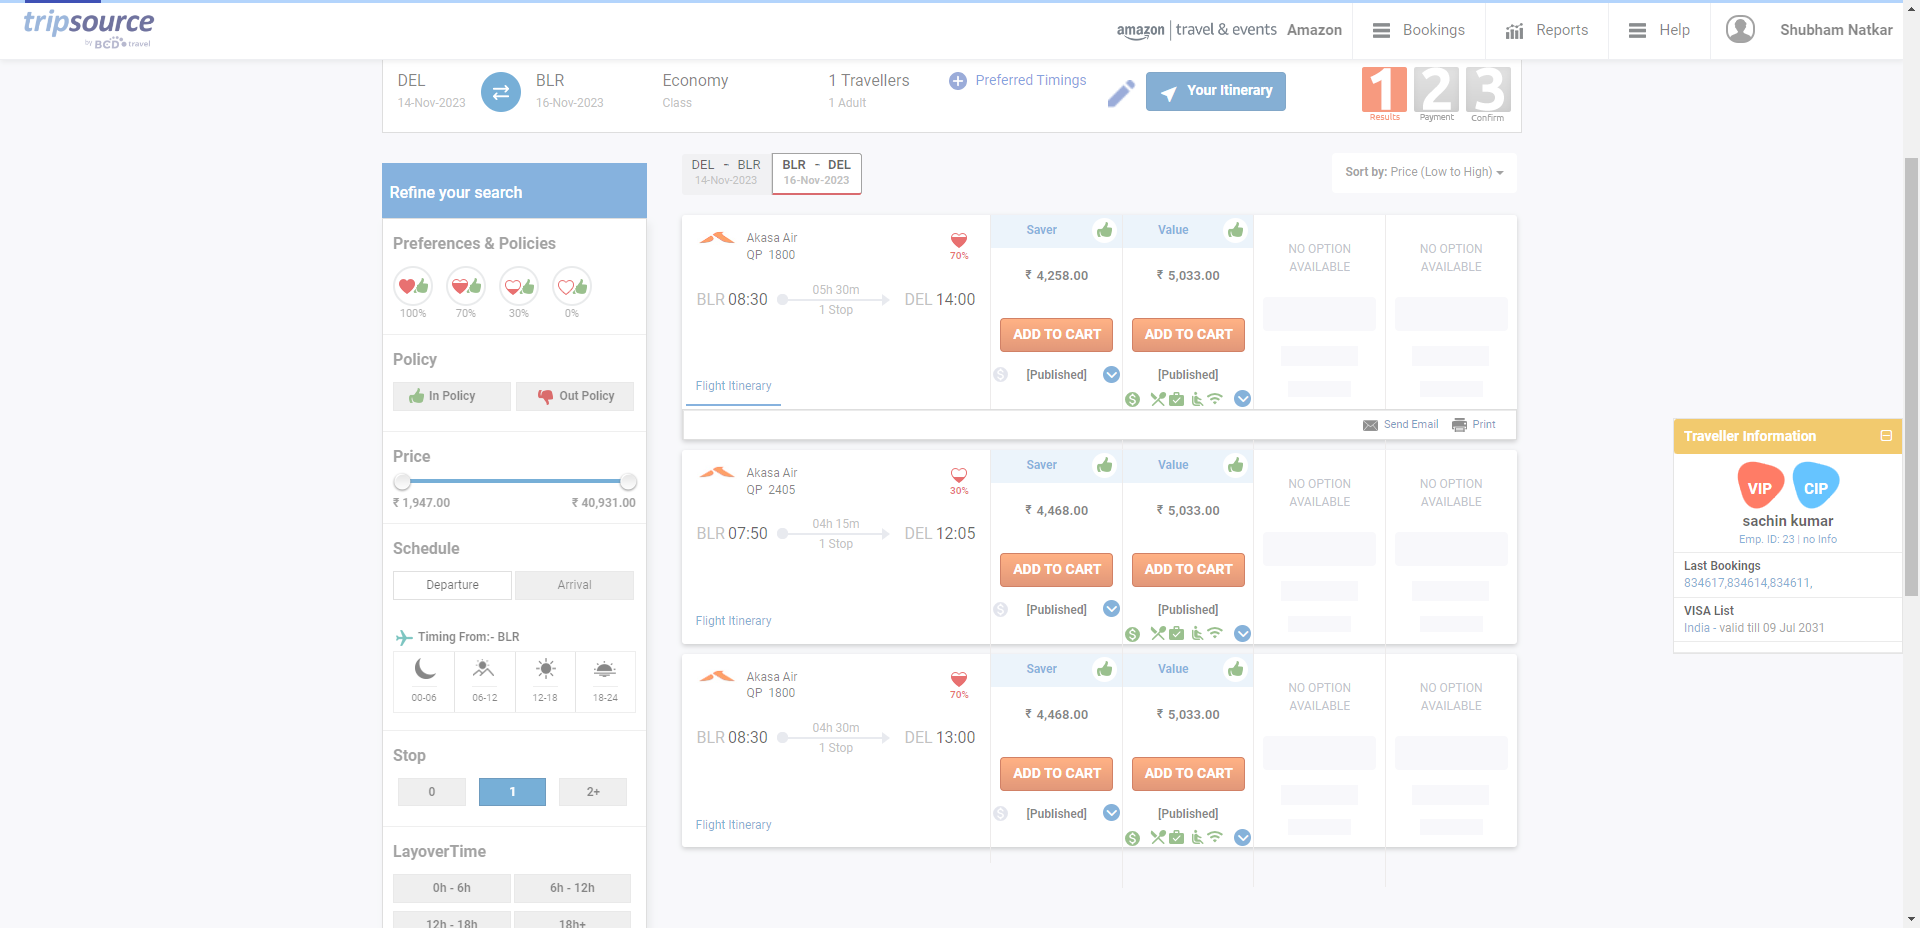 tripsource
by BCD travel
amazon | travel & events Amazon
Bookings
Reports
Help
Shubham Natkar
DEL
14-Nov-2023
BLR
16-Nov-2023
Economy
Class
1 Travellers
1 Adult
Preferred Timings
Your Itinerary
1 Results
2 Payment
3 Confirm
Refine your search
Preferences & Policies
100% 70% 30% 0%
Policy
In Policy Out Policy
Price
₹ 1,947.00 ₹ 40,931.00
Schedule
Departure Arrival
Timing From:- BLR
00-06 06-12 12-18 18-24
Stop
0 1 2+
LayoverTime
0h - 6h 6h - 12h
12h - 18h 18h+
DEL - BLR
14-Nov-2023
BLR - DEL
16-Nov-2023
Sort by: Price (Low to High)
Akasa Air
QP 1800
70%
BLR 08:30
05h 30m
1 Stop
DEL 14:00
Flight Itinerary
Saver
₹ 4,258.00
ADD TO CART
[Published]
Value
₹ 5,033.00
ADD TO CART
[Published]
NO OPTION
AVAILABLE
NO OPTION
AVAILABLE
Send Email Print
Akasa Air
QP 2405
30%
BLR 07:50
04h 15m
1 Stop
DEL 12:05
Flight Itinerary
Saver
₹ 4,468.00
ADD TO CART
[Published]
Value
₹ 5,033.00
ADD TO CART
[Published]
NO OPTION
AVAILABLE
NO OPTION
AVAILABLE
Akasa Air
QP 1800
70%
BLR 08:30
04h 30m
1 Stop
DEL 13:00
Flight Itinerary
Saver
₹ 4,468.00
ADD TO CART
[Published]
Value
₹ 5,033.00
ADD TO CART
[Published]
NO OPTION
AVAILABLE
NO OPTION
AVAILABLE
Traveller Information
VIP CIP
sachin kumar
Emp. ID: 23 | no info
Last Bookings
834617,834614,834611,
VISA List
India - valid till 09 Jul 2031